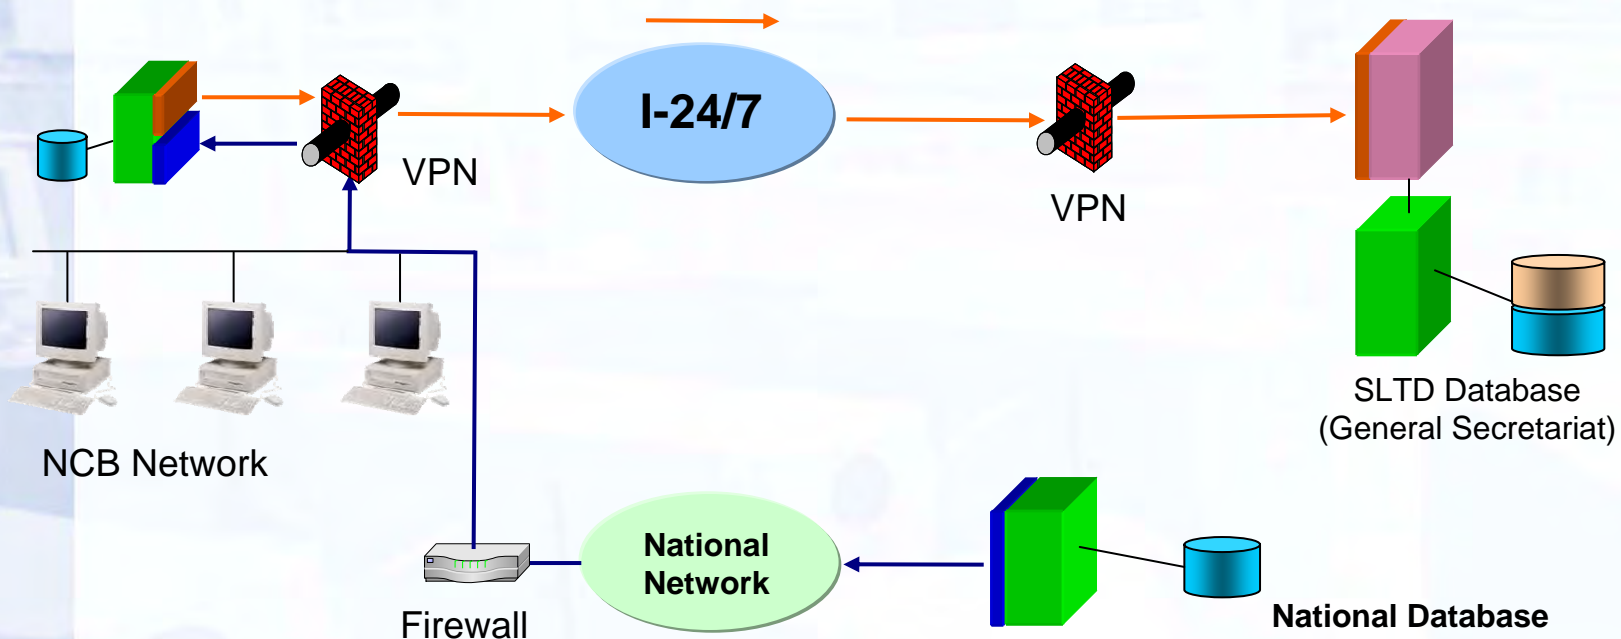 I-24/7
VPN
VPN
SLTD Database
(General Secretariat)
NCB Network
National
Network
Firewall
National Database